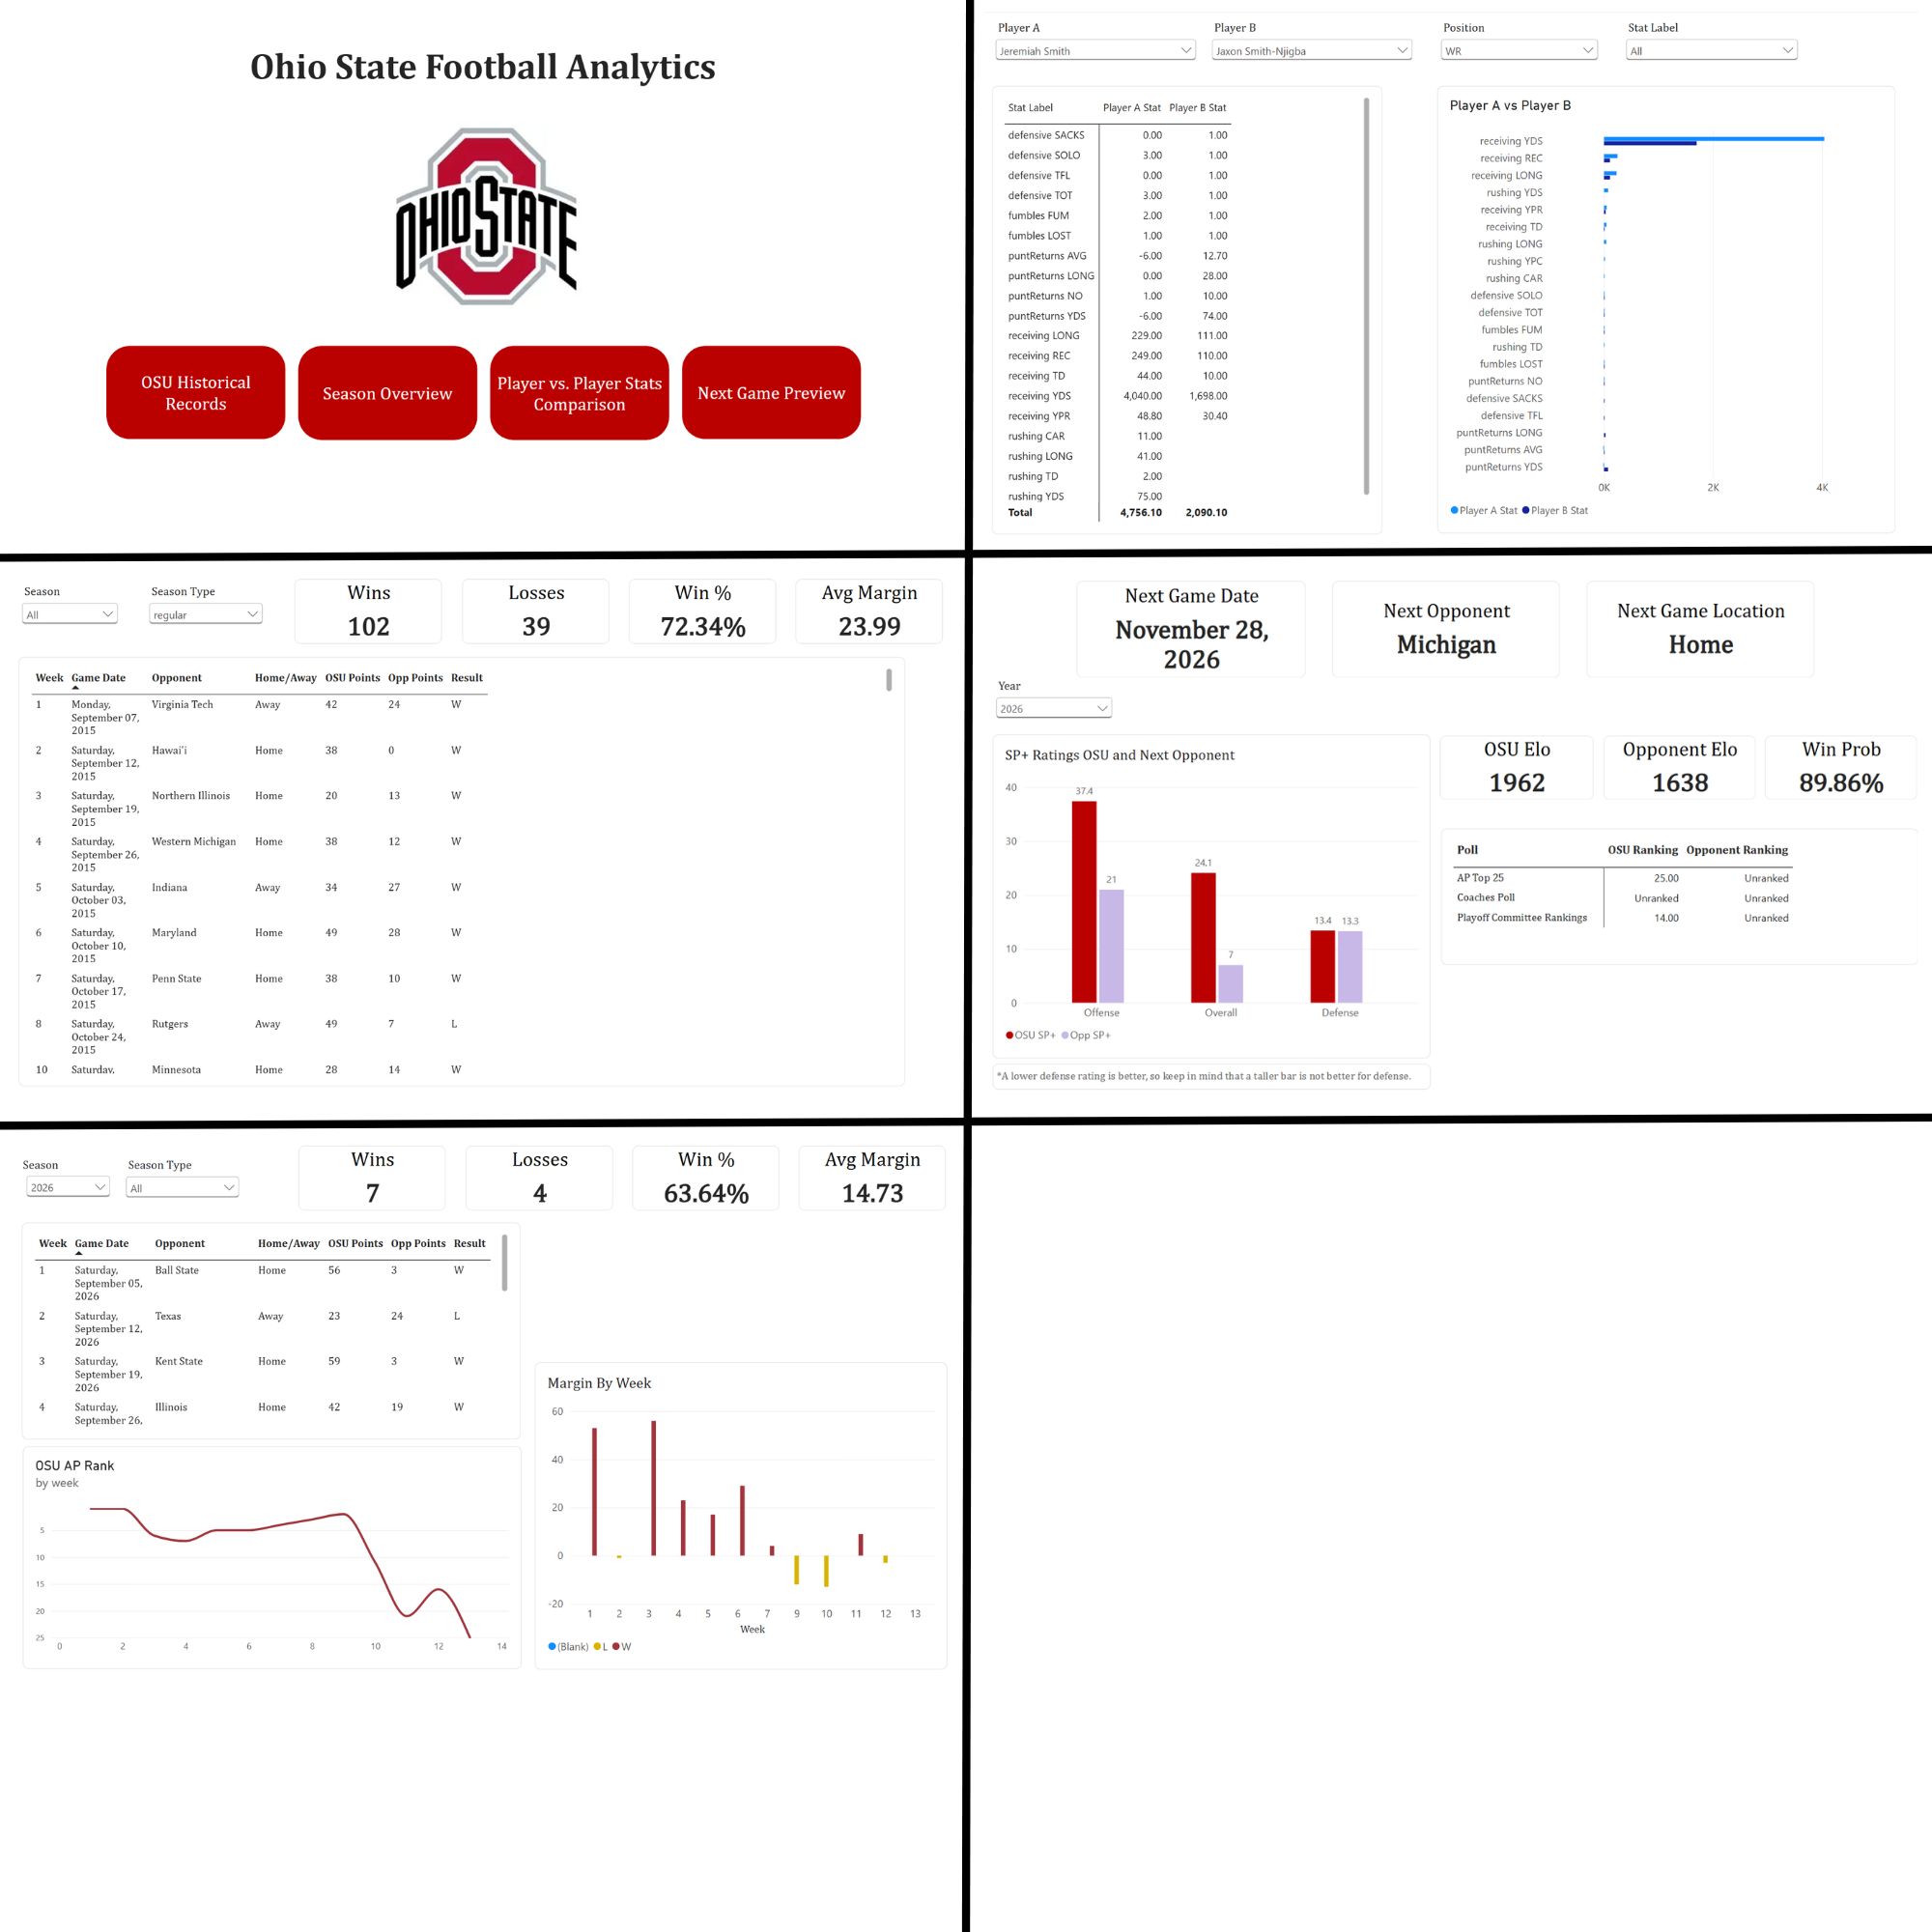 Ohio State Football Analytics
OHIO STATE
OSU Historical
Records
Season Overview
Player vs. Player Stats
Comparison
Next Game Preview
Player A
Jeremiah Smith
Player B
Jaxon Smith-Njigba
Position
WR
Stat Label
All
Stat Label Player A Stat Player B Stat
defensive SACKS 0.00 1.00
defensive SOLO 3.00 1.00
defensive TFL 0.00 1.00
defensive TOT 3.00 1.00
fumbles FUM 2.00 1.00
fumbles LOST 1.00 1.00
puntReturns AVG -6.00 12.70
puntReturns LONG 0.00 28.00
puntReturns NO 1.00 10.00
puntReturns YDS -6.00 74.00
receiving LONG 229.00 111.00
receiving REC 249.00 110.00
receiving TD 44.00 10.00
receiving YDS 4,040.00 1,698.00
receiving YPR 48.80 30.40
rushing CAR 11.00
rushing LONG 41.00
rushing TD 2.00
rushing YDS 75.00
Total 4,756.10 2,090.10
Player A vs Player B
receiving YDS
receiving REC
receiving LONG
rushing YDS
receiving YPR
receiving TD
rushing LONG
rushing YPC
rushing CAR
defensive SOLO
defensive TOT
fumbles FUM
rushing TD
fumbles LOST
puntReturns NO
defensive SACKS
defensive TFL
puntReturns LONG
puntReturns AVG
puntReturns YDS
0K 2K 4K
Player A Stat Player B Stat
Season
All
Season Type
regular
Wins
102
Losses
39
Win %
72.34%
Avg Margin
23.99
Week Game Date Opponent Home/Away OSU Points Opp Points Result
1 Monday, Virginia Tech Away 42 24 W
September 07,
2015
2 Saturday, Hawai'i Home 38 0 W
September 12,
2015
3 Saturday, Northern Illinois Home 20 13 W
September 19,
2015
4 Saturday, Western Michigan Home 38 12 W
September 26,
2015
5 Saturday, Indiana Away 34 27 W
October 03,
2015
6 Saturday, Maryland Home 49 28 W
October 10,
2015
7 Saturday, Penn State Home 38 10 W
October 17,
2015
8 Saturday, Rutgers Away 49 7 L
October 24,
2015
10 Saturday, Minnesota Home 28 14 W
Next Game Date
November 28,
2026
Next Opponent
Michigan
Next Game Location
Home
Year
2026
SP+ Ratings OSU and Next Opponent
40
30
20
10
0
37.4
21
24.1
7
13.4
13.3
Offense Overall Defense
OSU SP+ Opp SP+
*A lower defense rating is better, so keep in mind that a taller bar is not better for defense.
OSU Elo
1962
Opponent Elo
1638
Win Prob
89.86%
Poll OSU Ranking Opponent Ranking
AP Top 25 25.00 Unranked
Coaches Poll Unranked Unranked
Playoff Committee Rankings 14.00 Unranked
Season
2026
Season Type
All
Wins
7
Losses
4
Win %
63.64%
Avg Margin
14.73
Week Game Date Opponent Home/Away OSU Points Opp Points Result
1 Saturday, Ball State Home 56 3 W
September 05,
2026
2 Saturday, Texas Away 23 24 L
September 12,
2026
3 Saturday, Kent State Home 59 3 W
September 19,
2026
4 Saturday, Illinois Home 42 19 W
September 26,
OSU AP Rank
by week
5
10
15
20
25
0 2 4 6 8 10 12 14
Margin By Week
60
40
20
0
-20
1 2 3 4 5 6 7 9 10 11 12 13
Week
(Blank) L W